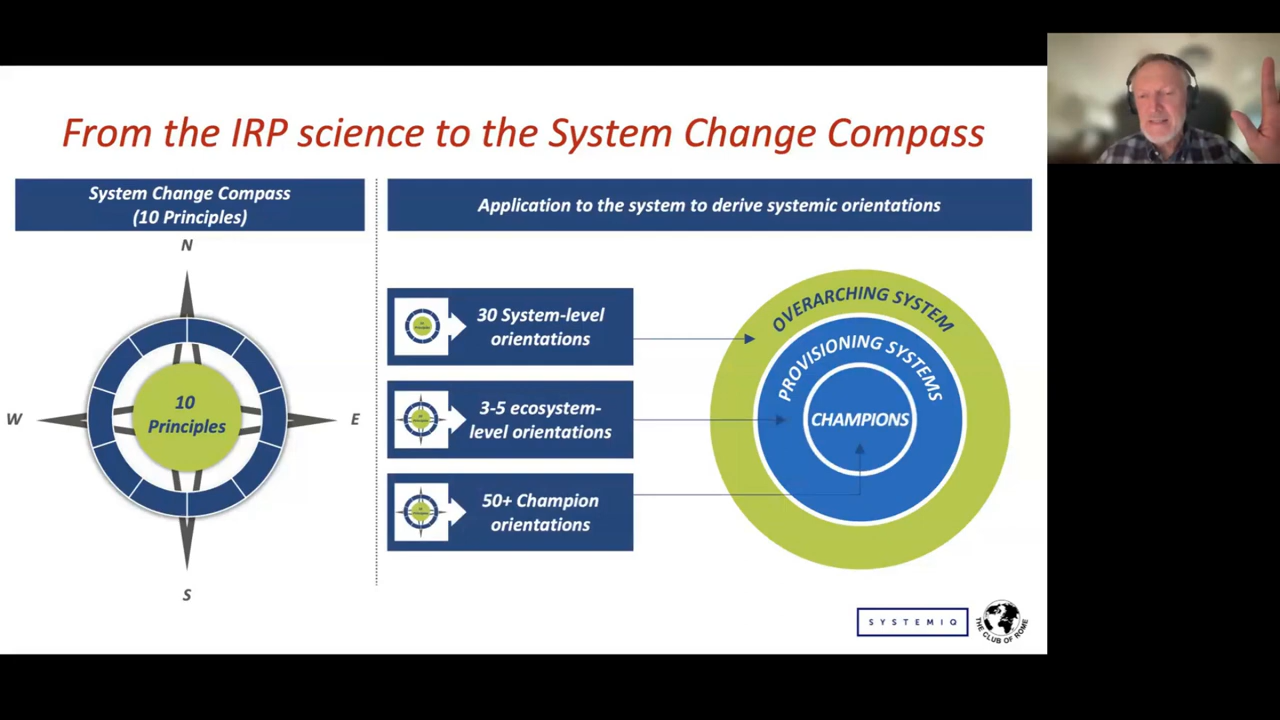 From the IRP science to the System Change Compass
System Change Compass
(10 Principles)
N
W
10
Principles
E
S
Application to the system to derive systemic orientations
30 System-level
orientations
3-5 ecosystem-
level orientations
50+ Champion
orientations
OVERARCHING SYSTEM
PROVISIONING SYSTEMS
CHAMPIONS
SYSTEMIQ
THE CLUB OF ROME